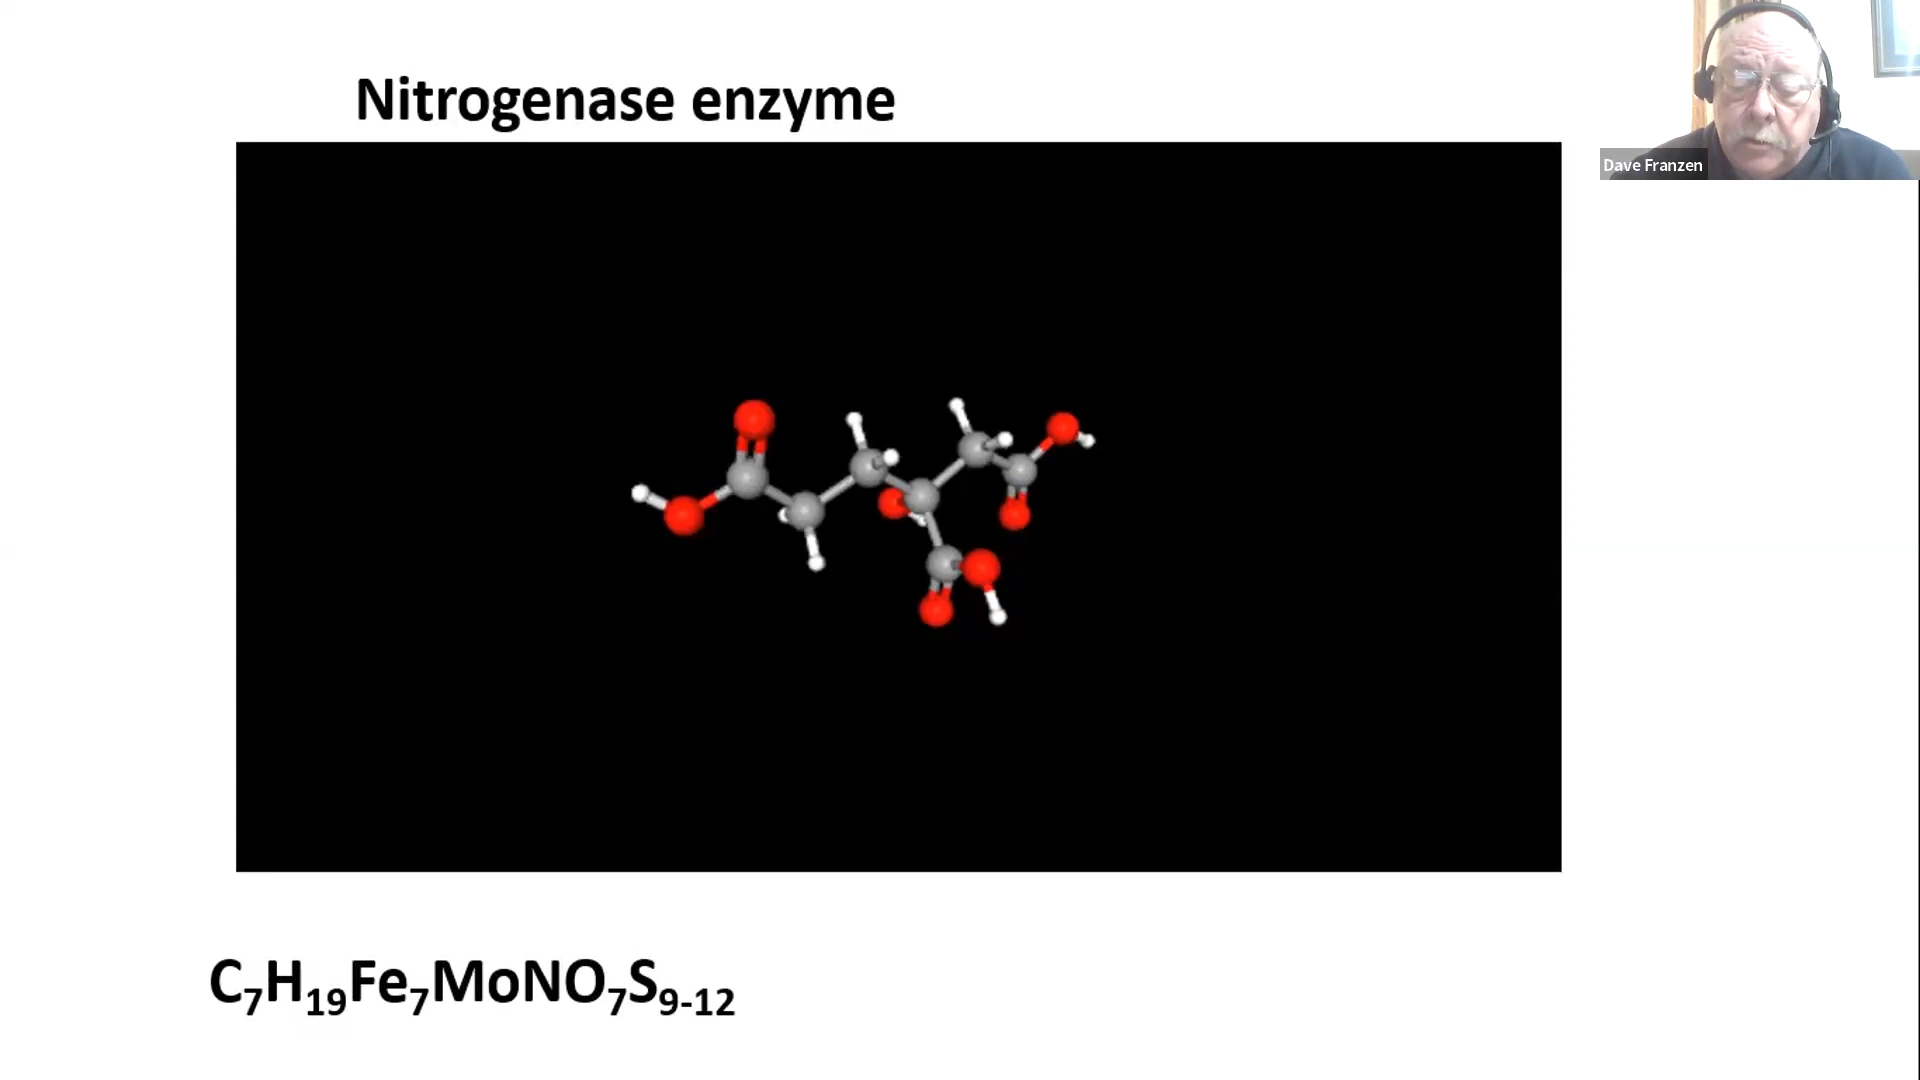 Nitrogenase enzyme
Dave Franzen
C₇H₁₉Fe₇MoNO₇S₉₋₁₂